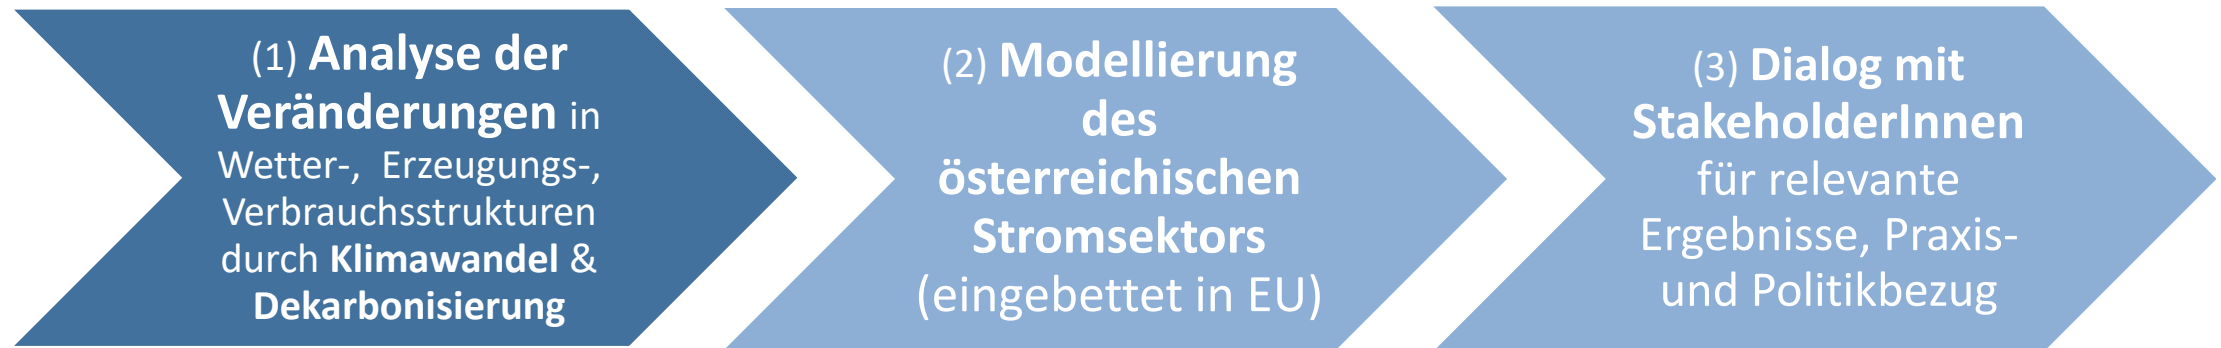 (1) Analyse der
Veränderungen in
Wetter-, Erzeugungs-,
Verbrauchsstrukturen
durch Klimawandel &
Dekarbonisierung
(2) Modellierung
des
österreichischen
Stromsektors
(eingebettet in EU)
(3) Dialog mit
StakeholderInnen
für relevante
Ergebnisse, Praxis-
und Politikbezug